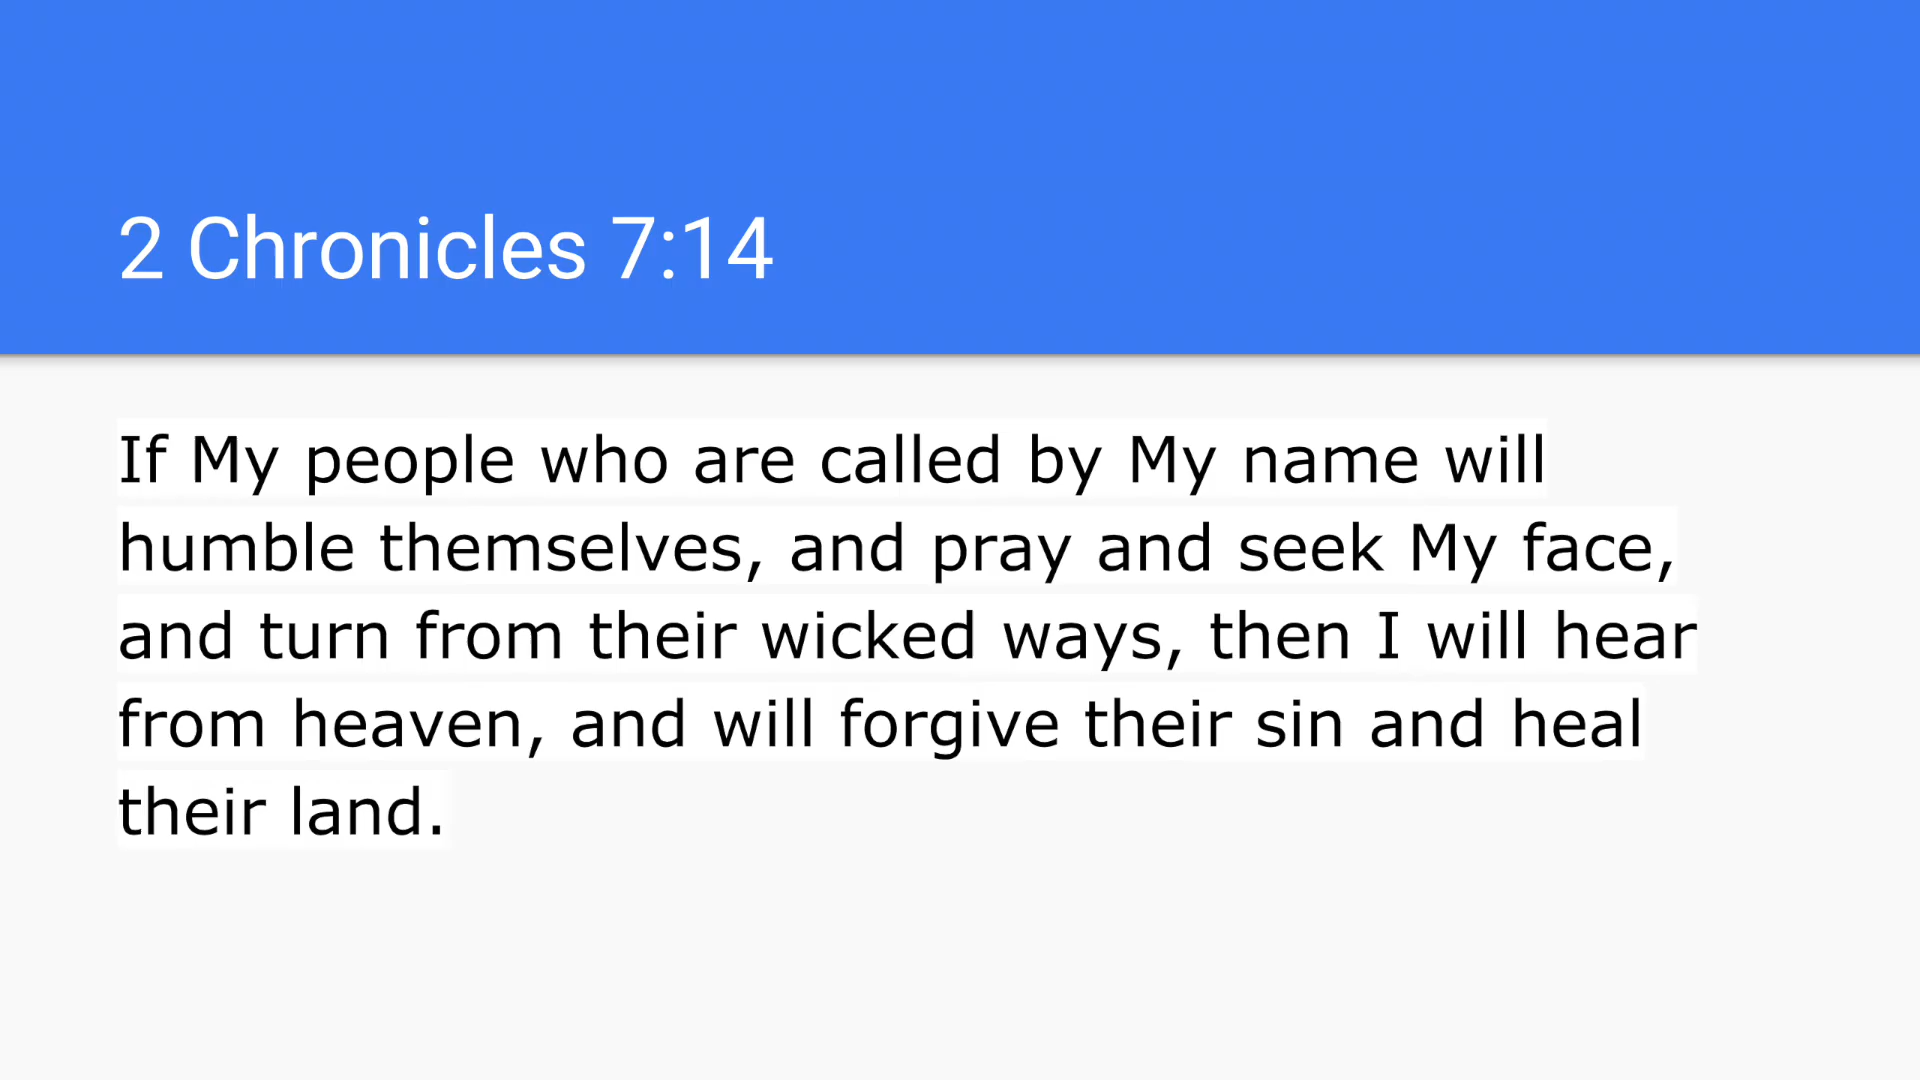 2 Chronicles 7:14
If My people who are called by My name will
humble themselves, and pray and seek My face,
and turn from their wicked ways, then I will hear
from heaven, and will forgive their sin and heal
their land.